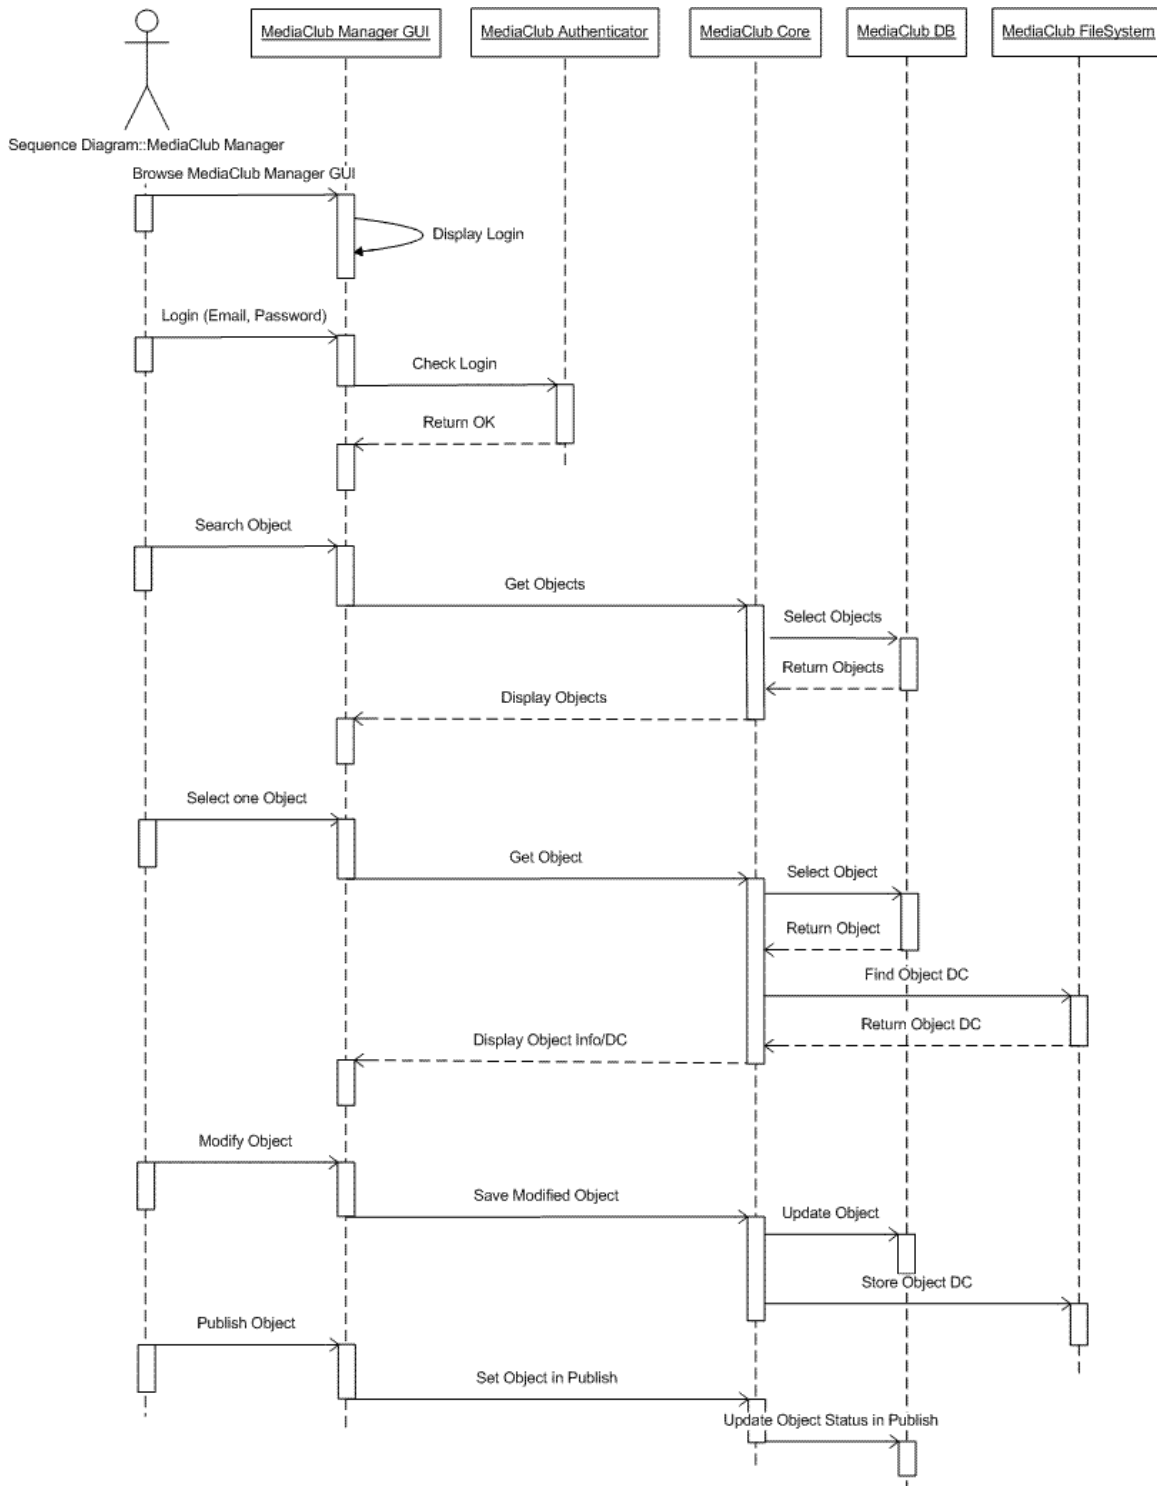 MediaClub Manager GUI
MediaClub Authenticator
MediaClub Core
MediaClub DB
MediaClub FileSystem
Sequence Diagram::MediaClub Manager
Browse MediaClub Manager GUI
Display Login
Login (Email, Password)
Check Login
Return OK
Search Object
Get Objects
Select Objects
Return Objects
Display Objects
Select one Object
Get Object
Select Object
Return Object
Find Object DC
Return Object DC
Display Object Info/DC
Modify Object
Save Modified Object
Update Object
Store Object DC
Publish Object
Set Object in Publish
Update Object Status in Publish